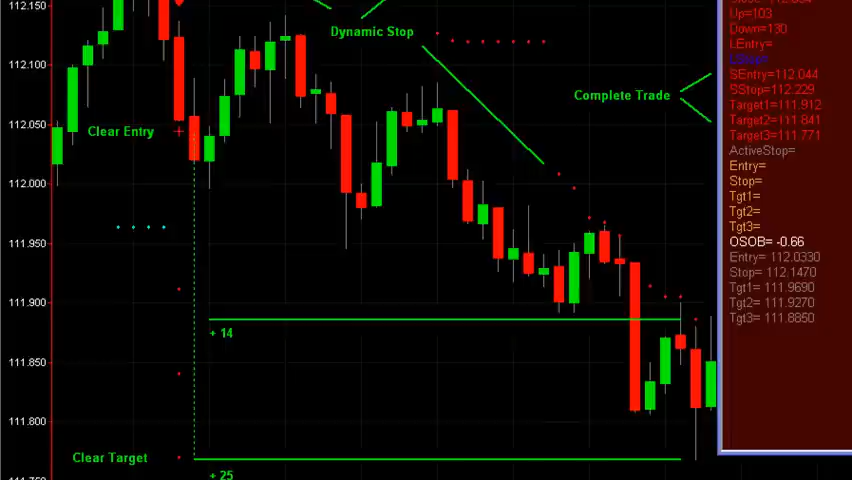 112.150
112.100
112.050
112.000
111.950
111.900
111.850
111.800
Dynamic Stop
Complete Trade
Clear Entry
+ 14
Clear Target
+ 25
Up=103
Down=130
LEntry=
LStop=
SEntry=112.044
SStop=112.229
Target1=111.912
Target2=111.841
Target3=111.771
ActiveStop=
Entry=
Stop=
Tgt1=
Tgt2=
Tgt3=
OSOB= -0.66
Entry= 112.0330
Stop= 112.1470
Tgt1= 111.9690
Tgt2= 111.9270
Tgt3= 111.8850